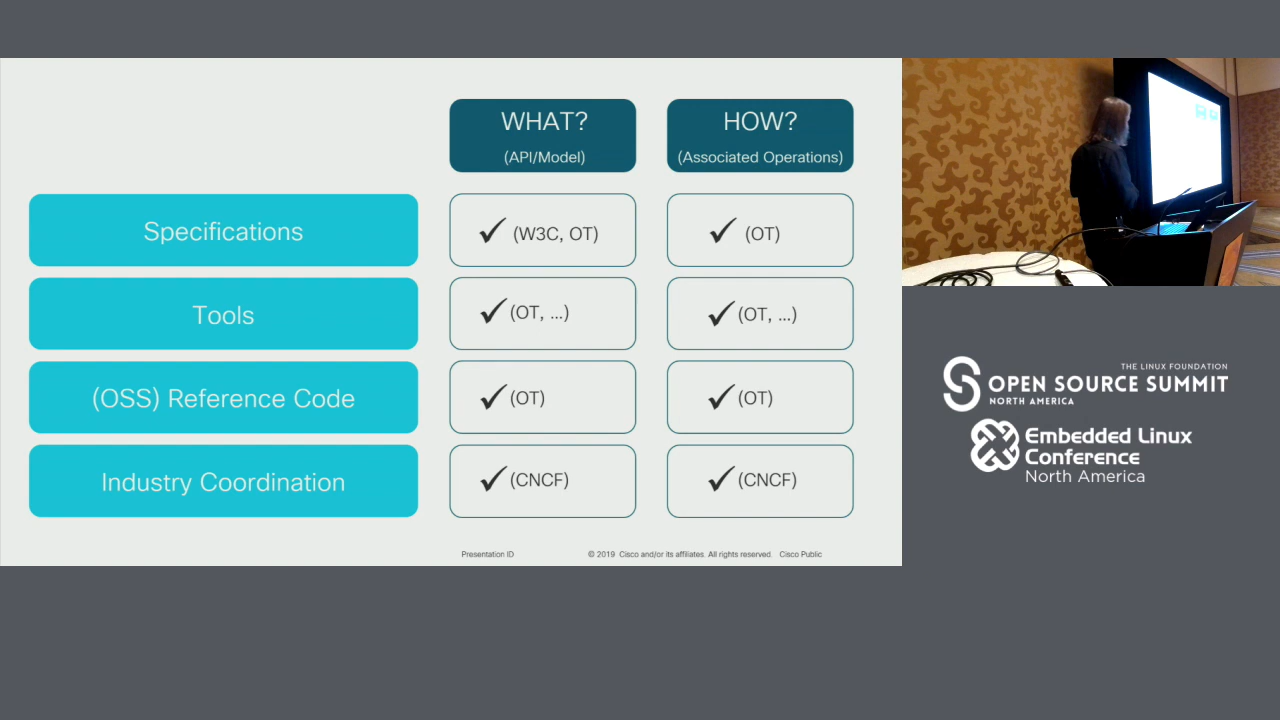 WHAT?
(API/Model)
HOW?
(Associated Operations)
Specifications
✓ (W3C, OT)
✓ (OT)
Tools
✓ (OT, ...)
✓ (OT, ...)
(OSS) Reference Code
✓ (OT)
✓ (OT)
Industry Coordination
✓ (CNCF)
✓ (CNCF)
Presentation ID
© 2019 Cisco and/or its affiliates. All rights reserved. Cisco Public
THE LINUX FOUNDATION
OPEN SOURCE SUMMIT
NORTH AMERICA
Embedded Linux
Conference
North America